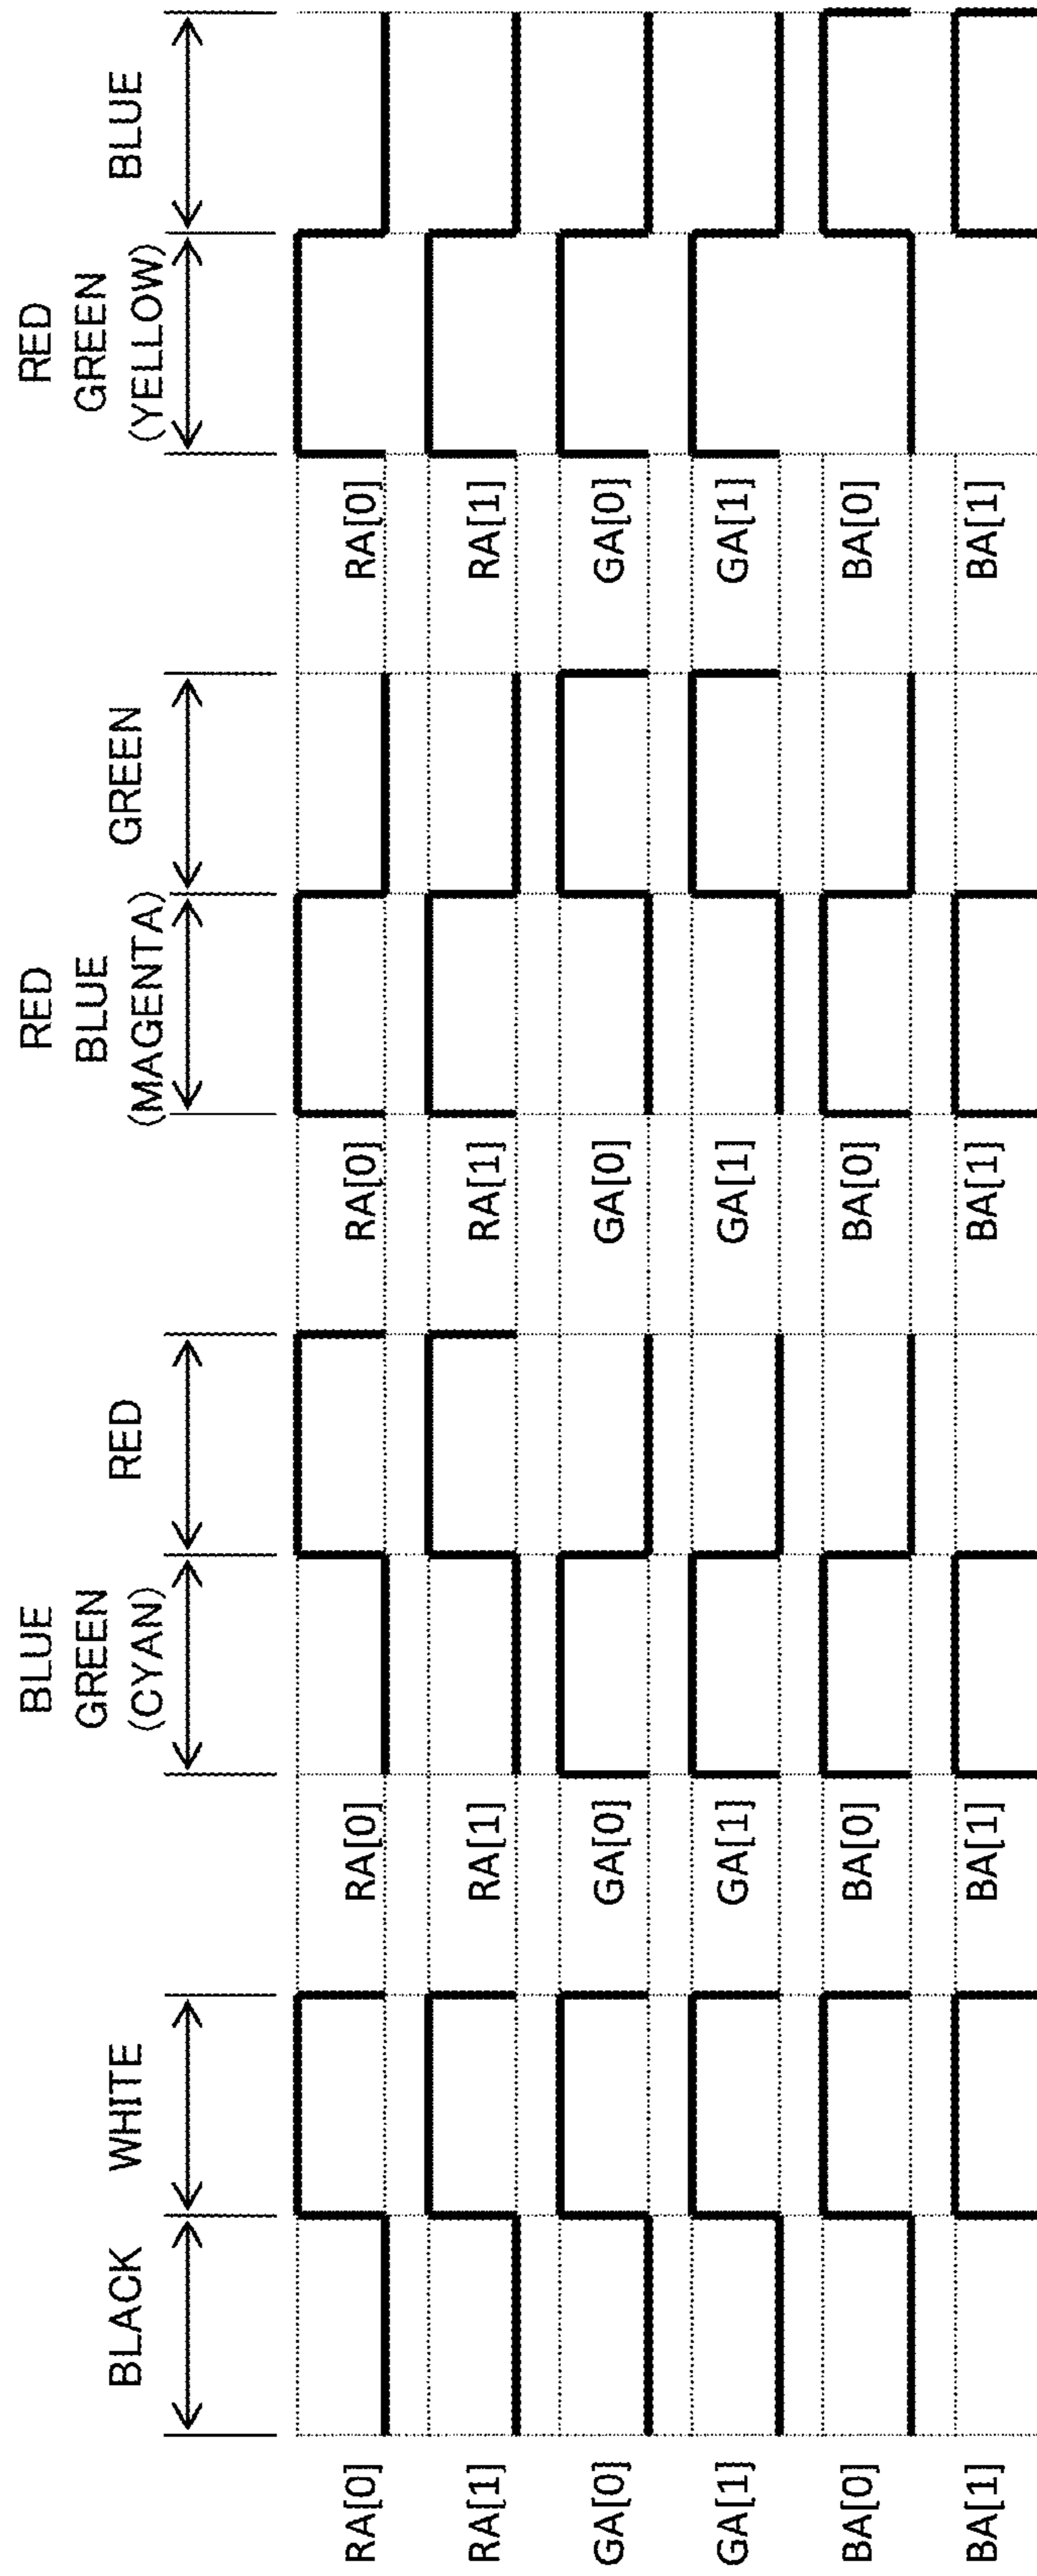 BLACK
WHITE
RA[0]
RA[1]
GA[0]
GA[1]
BA[0]
BA[1]
BLUE
GREEN
(CYAN)
RED
RA[0]
RA[1]
GA[0]
GA[1]
BA[0]
BA[1]
RED
BLUE
(MAGENTA)
GREEN
RA[0]
RA[1]
GA[0]
GA[1]
BA[0]
BA[1]
RED
GREEN
(YELLOW)
BLUE
RA[0]
RA[1]
GA[0]
GA[1]
BA[0]
BA[1]